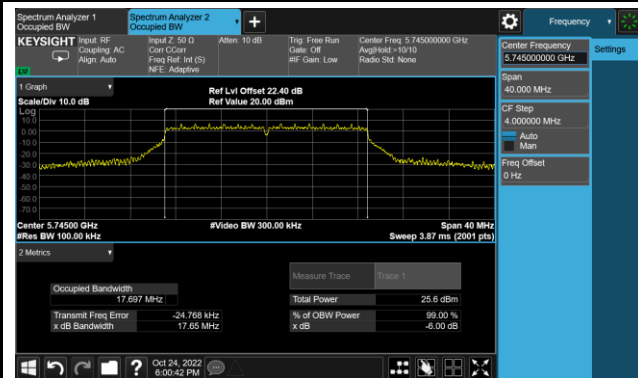 Spectrum Analyzer 1
Occupied BW
Spectrum Analyzer 2
Occupied BW
Frequency
KEYSIGHT
Input: RF
Coupling: AC
Align: Auto
Input Z: 50 Ω
Corr CCorr
Freq Ref: Int (S)
NFE: Adaptive
Atten: 10 dB
Trig: Free Run
Gate: Off
#IF Gain: Low
Center Freq: 5.745000000 GHz
Avg|Hold:>10/10
Radio Std: None
LXI
Center Frequency
5.745000000 GHz
Settings
Span
40.000 MHz
CF Step
4.000000 MHz
Auto
Man
Freq Offset
0 Hz
1 Graph
Scale/Div 10.0 dB
Ref Lvl Offset 22.40 dB
Ref Value 20.00 dBm
Log
10.0
0.00
-10.0
-20.0
-30.0
-40.0
-50.0
-60.0
-70.0
Center 5.74500 GHz
#Res BW 100.00 kHz
#Video BW 300.00 kHz
Span 40 MHz
Sweep 3.87 ms (2001 pts)
2 Metrics
Measure Trace
Trace 1
Occupied Bandwidth
17.697 MHz
Total Power
25.6 dBm
Transmit Freq Error
-24.768 kHz
% of OBW Power
99.00 %
x dB Bandwidth
17.65 MHz
x dB
-6.00 dB
?
Oct 24, 2022
6:00:42 PM